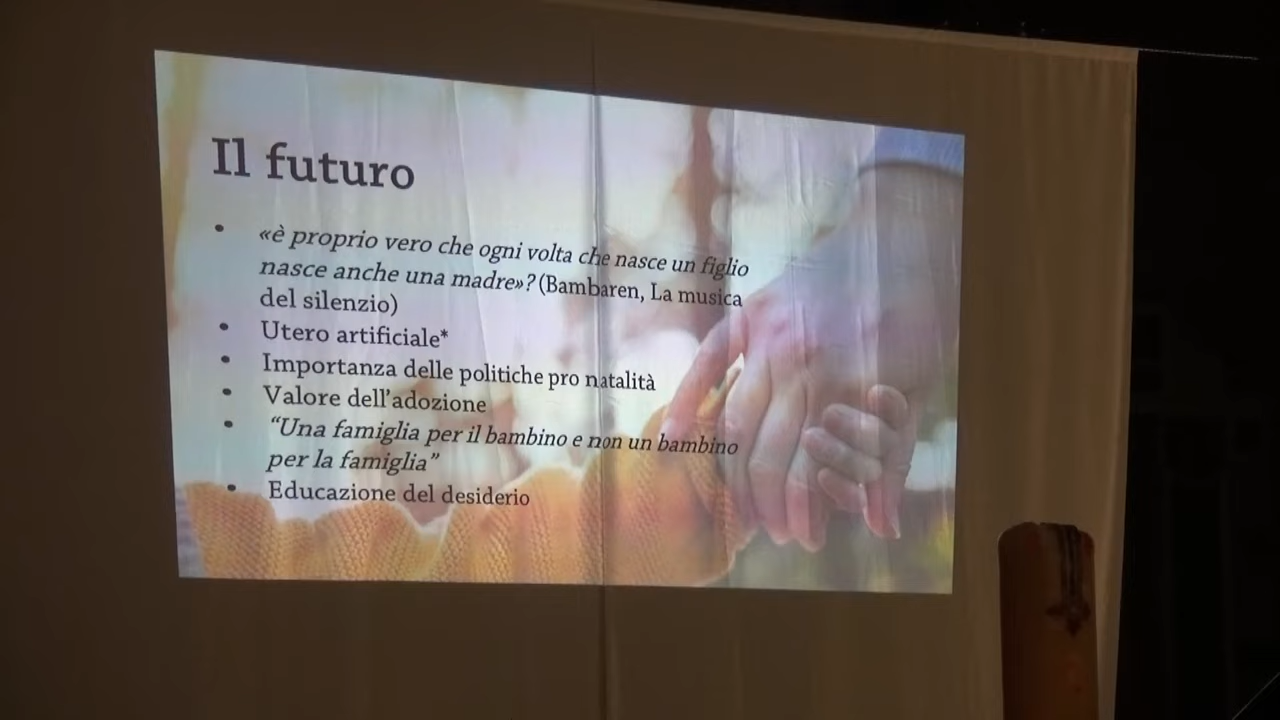 Il futuro
• «è proprio vero che ogni volta che nasce un figlio
nasce anche una madre»? (Bambaren, La musica
del silenzio)
• Utero artificiale*
• Importanza delle politiche pro natalità
• Valore dell'adozione
• “Una famiglia per il bambino e non un bambino
per la famiglia”
• Educazione del desiderio